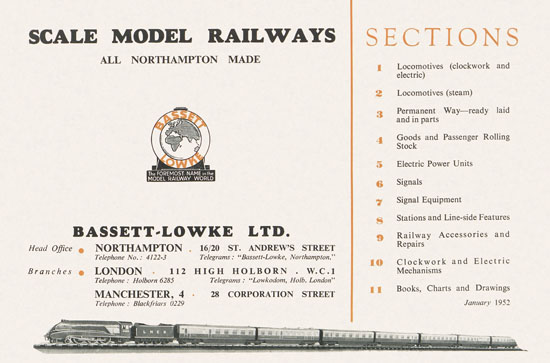 SCALE MODEL RAILWAYS
ALL NORTHAMPTON MADE
BASSETT
LOWKE
The FOREMOST NAME in the
MODEL RAILWAY WORLD
BASSETT-LOWKE LTD.
Head Office • NORTHAMPTON . 16/20 ST. ANDREW'S STREET
Telephone No.: 4122-3 Telegrams: "Bassett-Lowke, Northampton."
Branches • LONDON . 112 HIGH HOLBORN . W.C.1
Telephone: Holborn 6285 Telegrams: "Lowkodom, Holb, London"
MANCHESTER, 4 . 28 CORPORATION STREET
Telephone: Blackfriars 0229
SECTIONS
1 Locomotives (clockwork and
electric)
2 Locomotives (steam)
3 Permanent Way—ready laid
and in parts
4 Goods and Passenger Rolling
Stock
5 Electric Power Units
6 Signals
7 Signal Equipment
8 Stations and Line-side Features
9 Railway Accessories and
Repairs
10 Clockwork and Electric
Mechanisms
11 Books, Charts and Drawings
January 1952